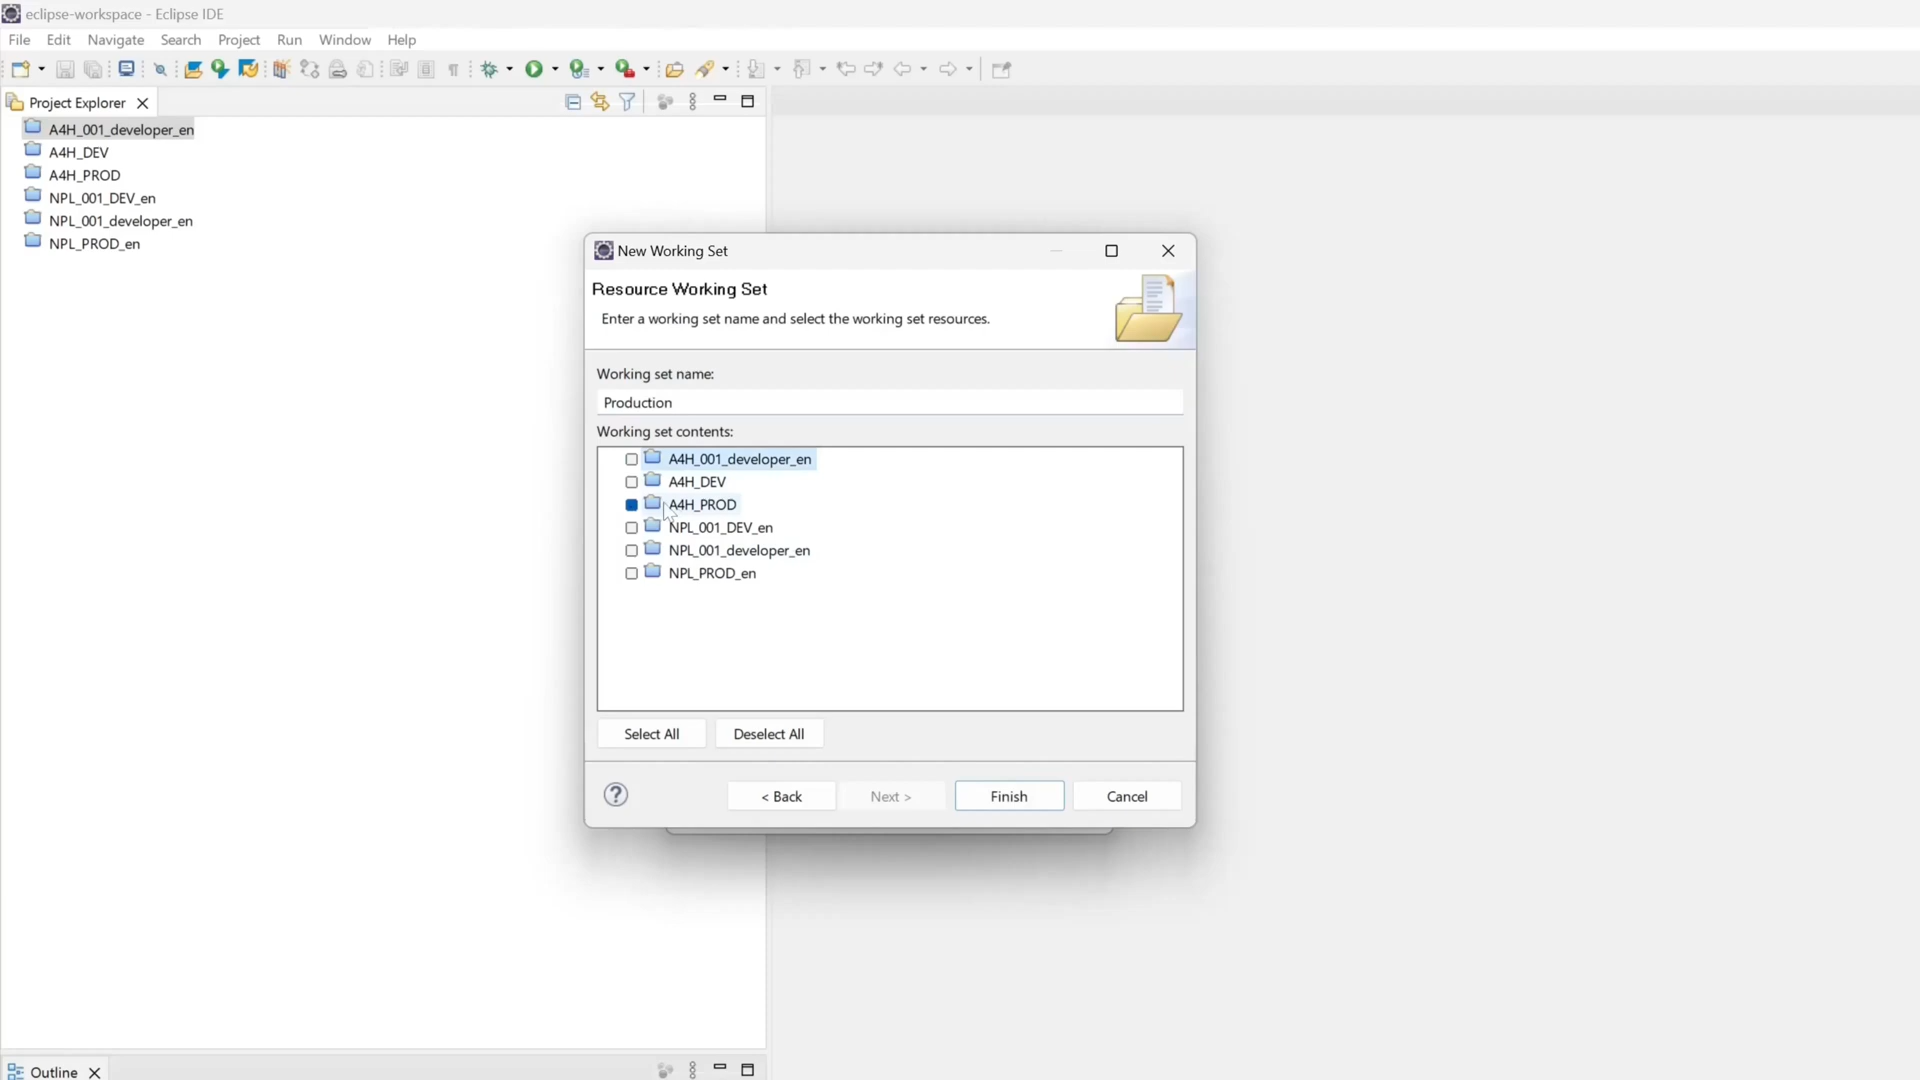 eclipse-workspace - Eclipse IDE
File Edit Navigate Search Project Run Window Help
Project Explorer
A4H_001_developer_en
A4H_DEV
A4H_PROD
NPL_001_DEV_en
NPL_001_developer_en
NPL_PROD_en
New Working Set
Resource Working Set
Enter a working set name and select the working set resources.
Working set name:
Production
Working set contents:
A4H_001_developer_en
A4H_DEV
A4H_PROD
NPL_001_DEV_en
NPL_001_developer_en
NPL_PROD_en
Select All Deselect All
? < Back Next > Finish Cancel
Outline